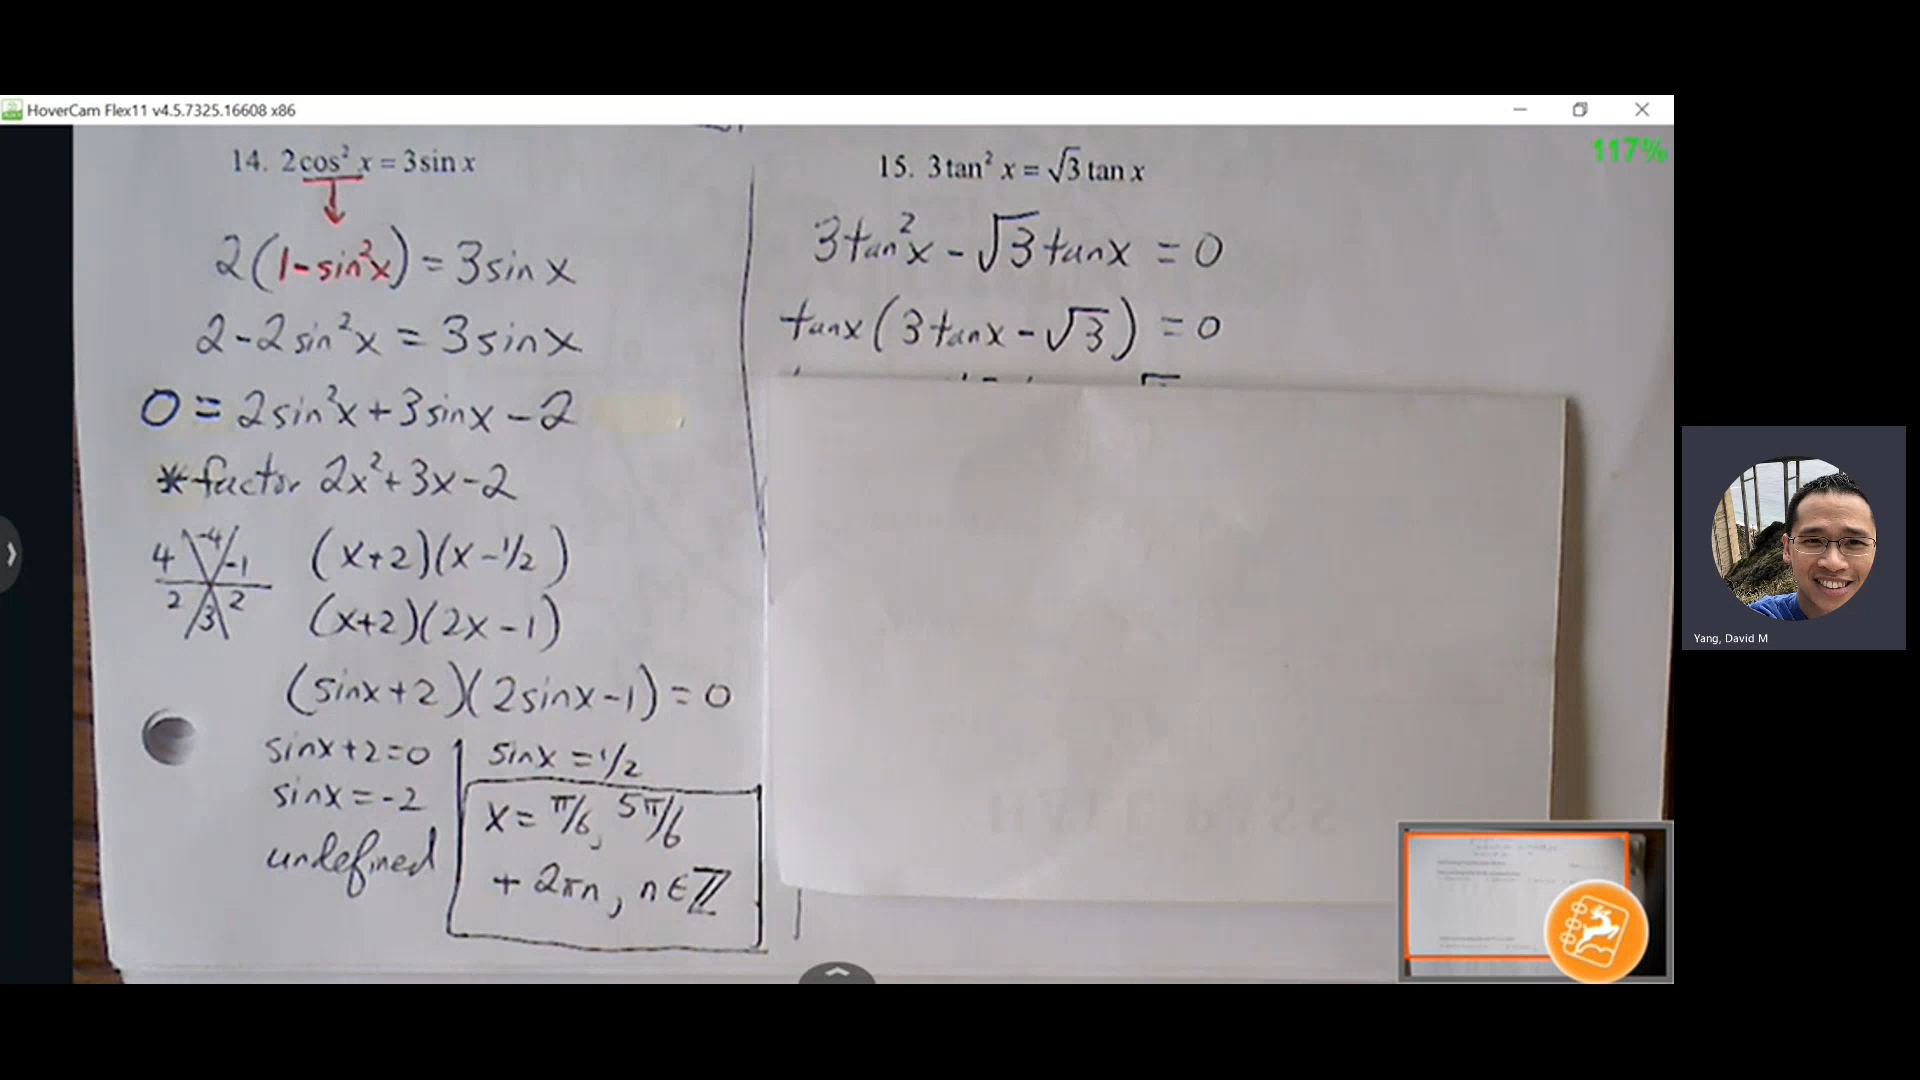 HoverCam Flex11 v4.5.7325.16608 x86
117%
14. 2cos² x = 3sin x
2(1-sin²x) = 3sin x
2-2sin²x = 3sinx
0 = 2sin²x+3sinx-2
*factor 2x²+3x-2
-4
4 -1
2 2
3
(x+2)(x-1/2)
(x+2)(2x-1)
(sinx+2)(2sinx-1)=0
sinx+2=0
sinx=-2
undefined
sinx=1/2
x= π/6, 5π/6
+ 2πn, n∈ℤ
15. 3tan² x = √3 tan x
3tan²x - √3 tanx = 0
tanx(3tanx-√3) = 0
Yang, David M